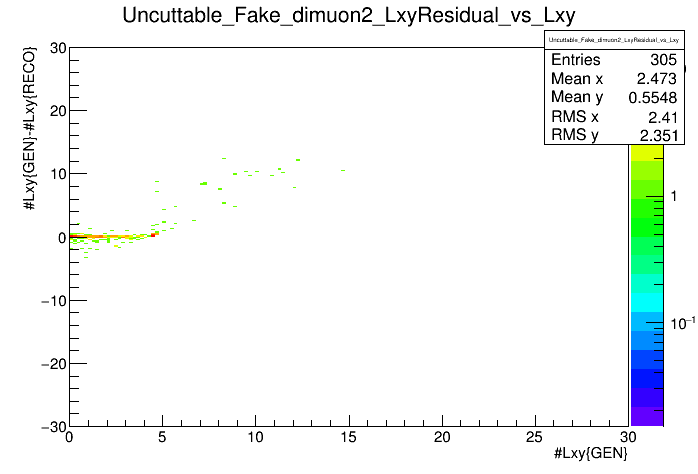 Uncuttable_Fake_dimuon2_LxyResidual_vs_Lxy
Uncuttable_Fake_dimuon2_LxyResidual_vs_Lxy
Entries 305
Mean x 2.473
Mean y 0.5548
RMS x 2.41
RMS y 2.351
#Lxy{GEN}-#Lxy{RECO}
30
20
10
0
−10
−20
−30
0 5 10 15 20 25 30
#Lxy{GEN}
1
10−1